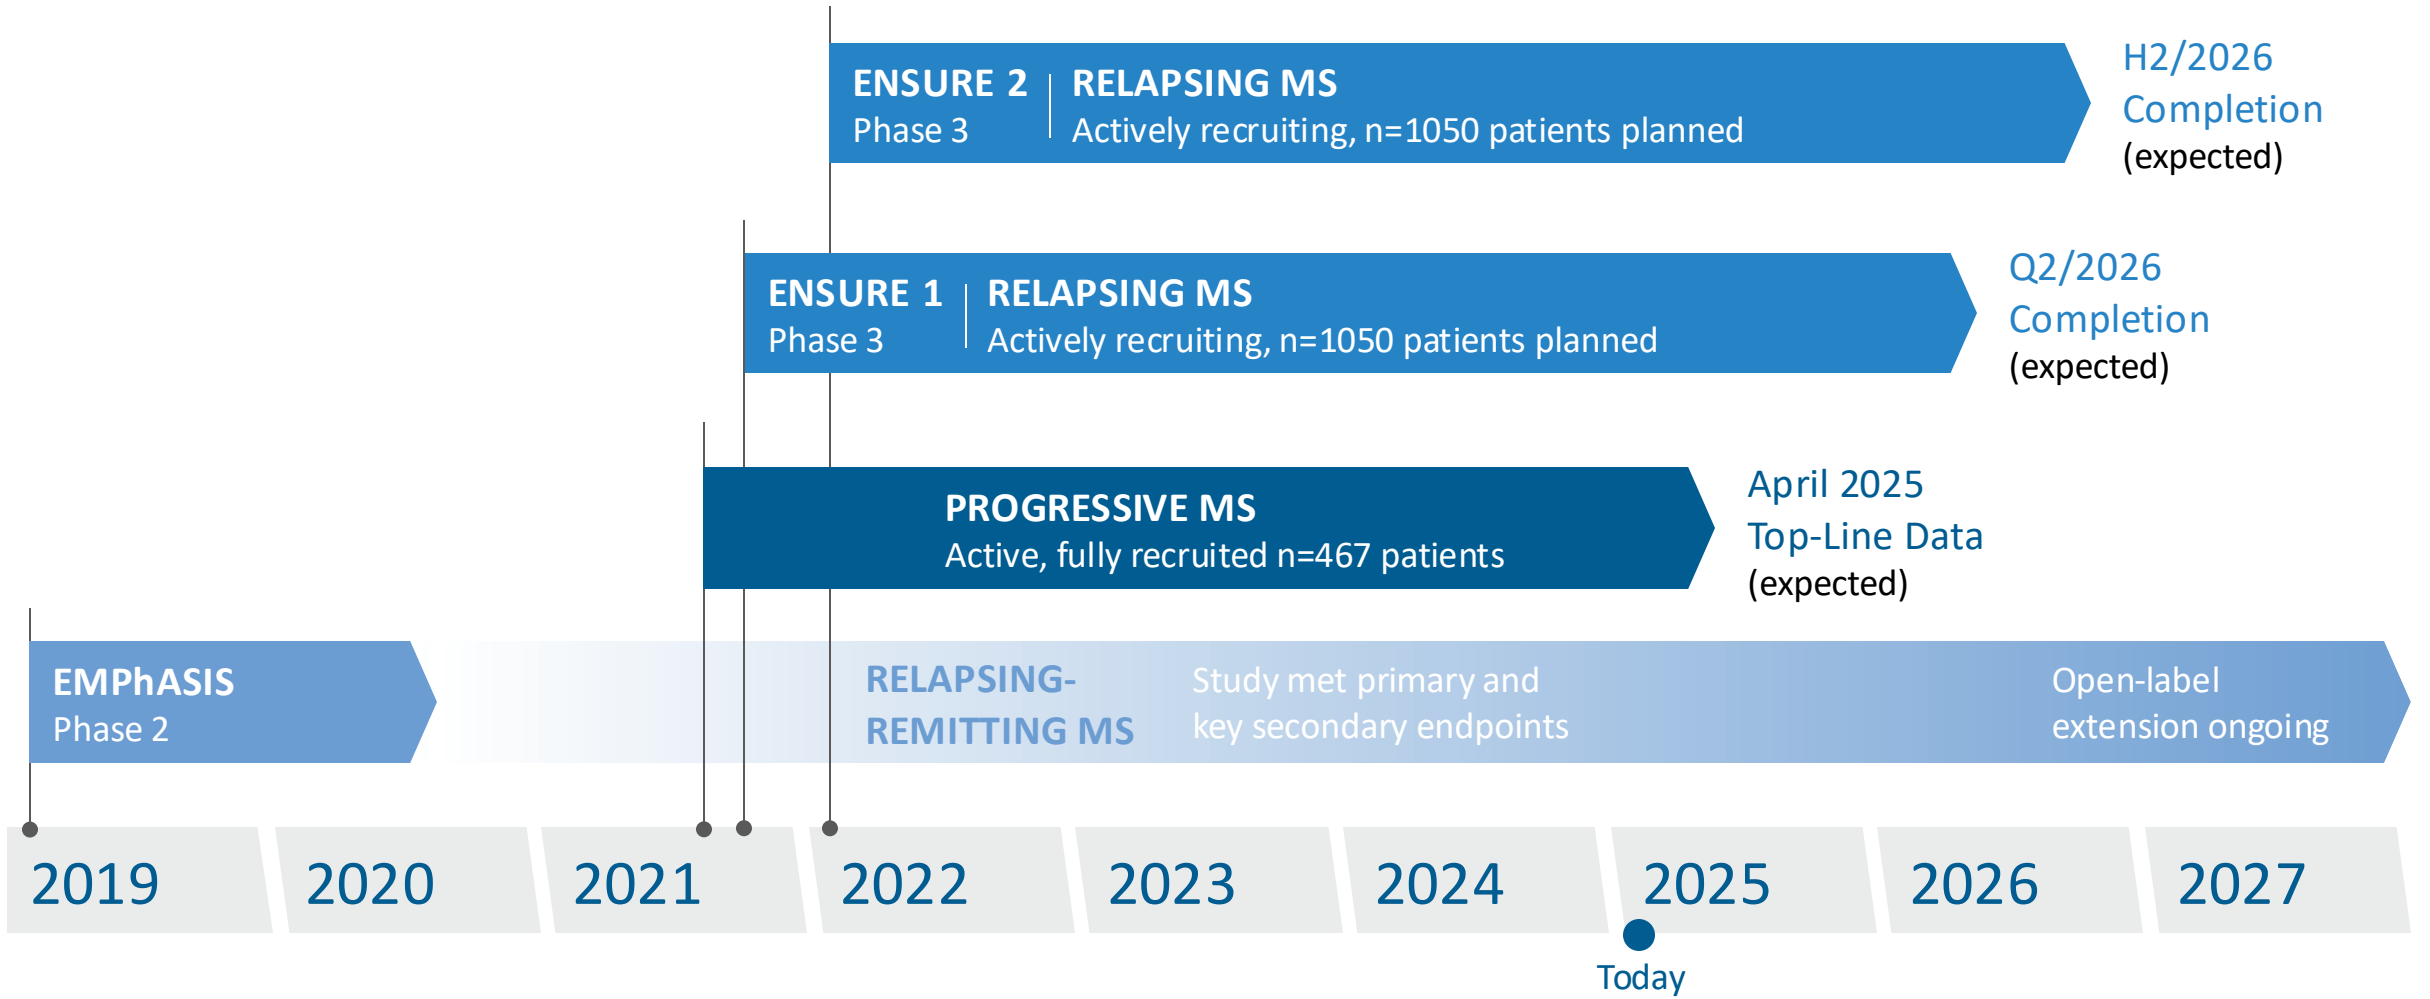 ENSURE 2
Phase 3
RELAPSING MS
Actively recruiting, n=1050 patients planned
H2/2026
Completion
(expected)
ENSURE 1
Phase 3
RELAPSING MS
Actively recruiting, n=1050 patients planned
Q2/2026
Completion
(expected)
PROGRESSIVE MS
Active, fully recruited n=467 patients
April 2025
Top-Line Data
(expected)
EMPhASIS
Phase 2
RELAPSING-
REMITTING MS
Study met primary and
key secondary endpoints
Open-label
extension ongoing
2019 2020 2021 2022 2023 2024 2025 2026 2027
Today